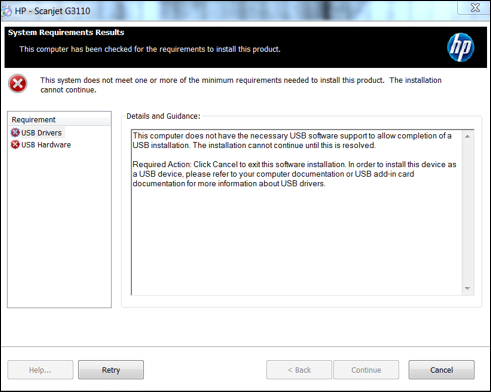 HP - Scanjet G3110
System Requirements Results
This computer has been checked for the requirements to install this product.
hp
This system does not meet one or more of the minimum requirements needed to install this product. The installation
cannot continue.
Requirement
USB Drivers
USB Hardware
Details and Guidance:
This computer does not have the necessary USB software support to allow completion of a
USB installation. The installation cannot continue until this is resolved.
Required Action: Click Cancel to exit this software installation. In order to install this device as
a USB device, please refer to your computer documentation or USB add-in card
documentation for more information about USB drivers.
Help...
Retry
< Back
Continue
Cancel